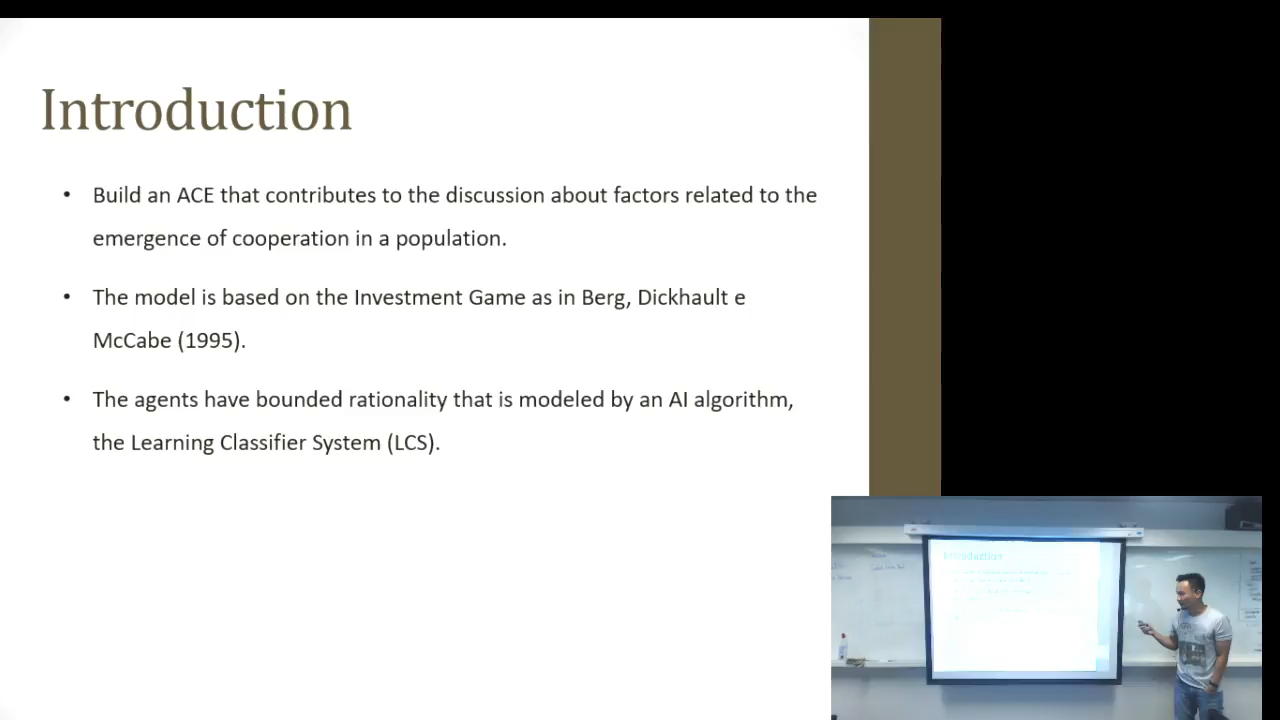 Introduction
• Build an ACE that contributes to the discussion about factors related to the
emergence of cooperation in a population.
• The model is based on the Investment Game as in Berg, Dickhault e
McCabe (1995).
• The agents have bounded rationality that is modeled by an AI algorithm,
the Learning Classifier System (LCS).
Introduction